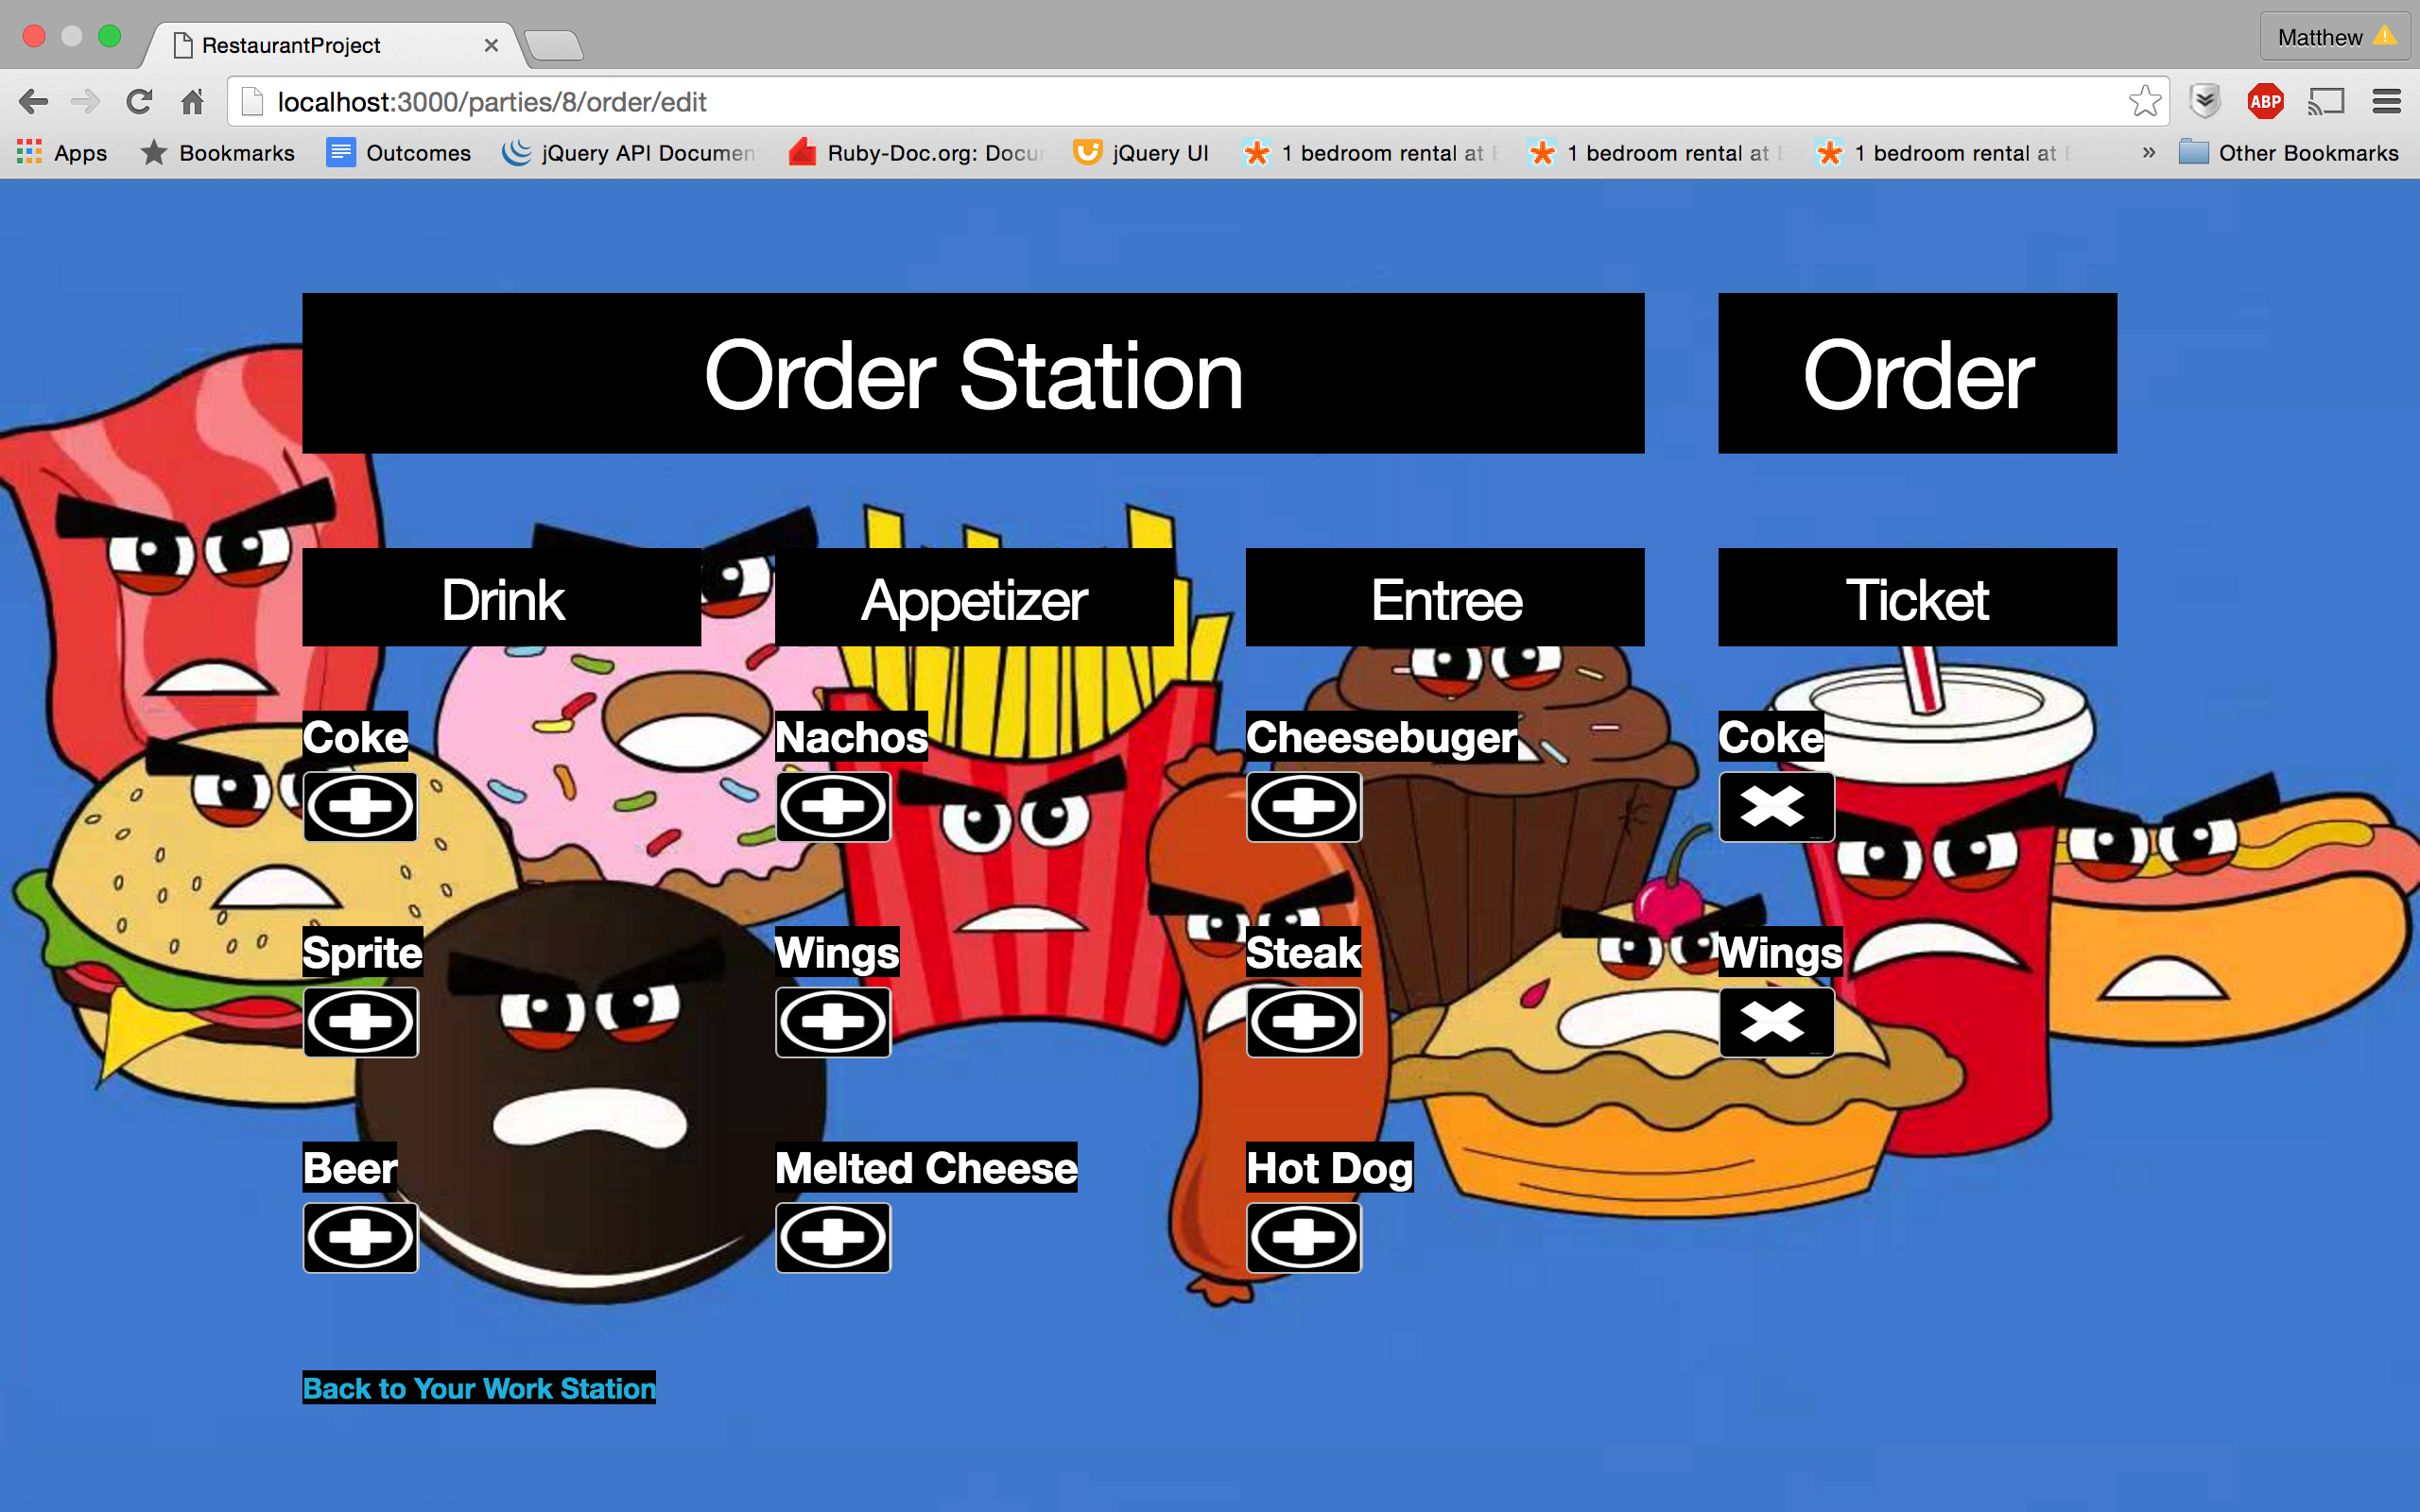 RestaurantProject
Matthew
localhost:3000/parties/8/order/edit
ABP
Apps Bookmarks Outcomes jQuery API Documen Ruby-Doc.org: Docu jQuery UI 1 bedroom rental at 1 bedroom rental at 1 bedroom rental at » Other Bookmarks
Order Station Order
Drink Appetizer Entree Ticket
Coke Nachos Cheesebuger Coke
Sprite Wings Steak Wings
Beer Melted Cheese Hot Dog
Back to Your Work Station